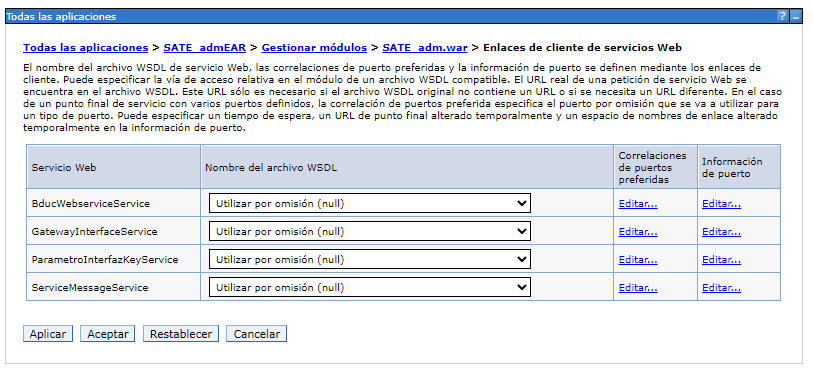 Todas las aplicaciones
? –
Todas las aplicaciones > SATE_admEAR > Gestionar módulos > SATE_adm.war > Enlaces de cliente de servicios Web
El nombre del archivo WSDL de servicio Web, las correlaciones de puerto preferidas y la información de puerto se definen mediante los enlaces de
cliente. Puede especificar la vía de acceso relativa en el módulo de un archivo WSDL compatible. El URL real de una petición de servicio Web se
encuentra en el archivo WSDL. Este URL sólo es necesario si el archivo WSDL original no contiene un URL o si se necesita un URL diferente. En el caso
de un punto final de servicio con varios puertos definidos, la correlación de puertos preferida especifica el puerto por omisión que se va a utilizar para
un tipo de puerto. Puede especificar un tiempo de espera, un URL de punto final alterado temporalmente y un espacio de nombres de enlace alterado
temporalmente en la información de puerto.
Servicio Web
Nombre del archivo WSDL
Correlaciones
de puertos
preferidas
Información
de puerto
BducWebserviceService
Utilizar por omisión (null)
Editar...
Editar...
GatewayInterfaceService
Utilizar por omisión (null)
Editar...
Editar...
ParametroInterfazKeyService
Utilizar por omisión (null)
Editar...
Editar...
ServiceMessageService
Utilizar por omisión (null)
Editar...
Editar...
Aplicar
Aceptar
Restablecer
Cancelar